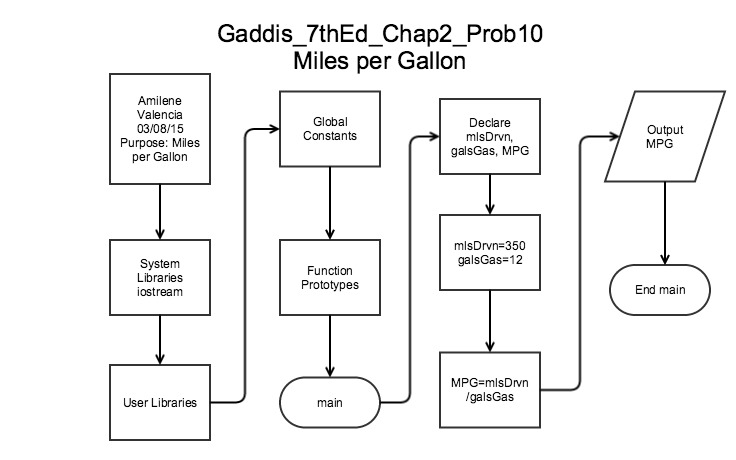 Gaddis_7thEd_Chap2_Prob10
Miles per Gallon
Amilene
Valencia
03/08/15
Purpose: Miles
per Gallon
System
Libraries
iostream
User Libraries
Global
Constants
Function
Prototypes
main
Declare
mlsDrvn,
galsGas, MPG
mlsDrvn=350
galsGas=12
MPG=mlsDrvn
/galsGas
Output
MPG
End main